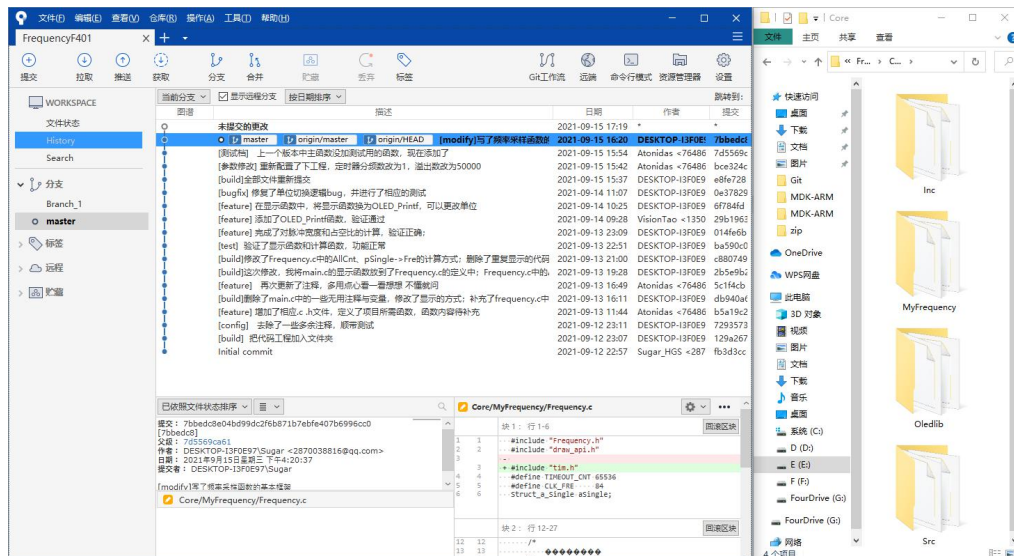 文件(F) 编辑(E) 查看(V) 仓库(R) 操作(A) 工具(T) 帮助(H)
FrequencyF401
提交 拉取 推送 获取 分支 合并 贮藏 丢弃 标签 Git工作流 远端 命令行模式 资源管理器 设置
WORKSPACE
文件状态
History
Search
分支
Branch_1
master
标签
远程
贮藏
当前分支 显示远程分支 按日期排序 跳转到:
图谱 描述 日期 作者 提交
未提交的更改 2021-09-15 17:19 * *
master origin/master origin/HEAD [modify]写了频率采样函数的 2021-09-15 16:20 DESKTOP-I3F0E9 7bbedc8
[测试档] 上一个版本中主函数没加测试用的函数，现在添加了 2021-09-15 15:54 Atonidas <76486 7d5569c
[参数修改] 重新配置了下工程，定时器分频数改为1，溢出数改为50000 2021-09-15 15:42 Atonidas <76486 bce324c
[build]全部文件重新提交 2021-09-15 15:37 DESKTOP-I3F0E9 e8fe728
[bugfix] 修复了单位切换逻辑bug，并进行了相应的测试 2021-09-14 11:07 DESKTOP-I3F0E9 0e37829
[feature] 在显示函数中，将显示函数换为OLED_Printf，可以更改单位 2021-09-14 10:25 DESKTOP-I3F0E9 6f784fd
[feature] 添加了OLED_Printf函数，验证通过 2021-09-14 09:28 VisionTao <1350 29b1963
[feature] 完成了对脉冲宽度和占空比的计算，验证正确; 2021-09-13 23:09 DESKTOP-I3F0E9 014fe6b
[test] 验证了显示函数和计算函数，功能正常 2021-09-13 22:51 DESKTOP-I3F0E9 ba590c0
[build]修改了Frequency.c中的AllCnt、pSingle->Fre的计算方式；删除了重复显示的代码 2021-09-13 21:00 DESKTOP-I3F0E9 c880749
[build]这次修改，我将main.c的显示函数放到了Frequency.c的定义中；Frequency.c中的 2021-09-13 19:28 DESKTOP-I3F0E9 2b5e9b2
[feature] 再次更新了注释，多用点心看一看想想 不懂就问 2021-09-13 16:49 Atonidas <76486 5c1f4cb
[build]删除了main.c中的一些无用注释与变量，修改了显示的方式；补充了frequency.c中 2021-09-13 16:11 DESKTOP-I3F0E9 db940a6
[feature] 增加了相应.c .h文件，定义了项目所需函数，函数内容待补充 2021-09-13 11:44 Atonidas <76486 b5a19c2
[config] 去除了一些多余注释，顺带测试 2021-09-12 23:11 DESKTOP-I3F0E9 7293573
[build] 把代码工程加入文件夹 2021-09-12 23:07 DESKTOP-I3F0E9 129a267
Initial commit 2021-09-12 22:57 Sugar_HGS <287 fb3d3cc
已依照文件状态排序
提交: 7bbedc8e04bd99dc2f6b871b7ebfe407b6996cc0
[7bbedc8]
父级: 7d5569ca61
作者: DESKTOP-I3F0E97\Sugar <2870038816@qq.com>
日期: 2021年9月15日星期三 下午4:20:37
提交者: DESKTOP-I3F0E97\Sugar
[modify]写了频率采样函数的基本框架
Core/MyFrequency/Frequency.c
Core/MyFrequency/Frequency.c
块 1: 行 1-6 回滚区块
1 1 #include "Frequency.h"
2 2 #include "draw_api.h"
3 -
3 + #include "tim.h"
4 4 #define TIMEOUT_CNT 65536
5 5 #define CLK_FRE 84
6 6 struct_a_Single aSingle;
块 2: 行 12-27 回滚区块
12 12 /*
13 13 ��������
Core
文件 主页 共享 查看
« Fr... › C... ›
快速访问
桌面
下载
文档
图片
Git
MDK-ARM
MDK-ARM
zip
OneDrive
WPS网盘
此电脑
3D 对象
视频
图片
文档
下载
音乐
桌面
系统 (C:)
D (D:)
E (E:)
F (F:)
FourDrive (G:)
FourDrive (G:)
网络
4 个项目
Inc
MyFrequency
Oledlib
Src